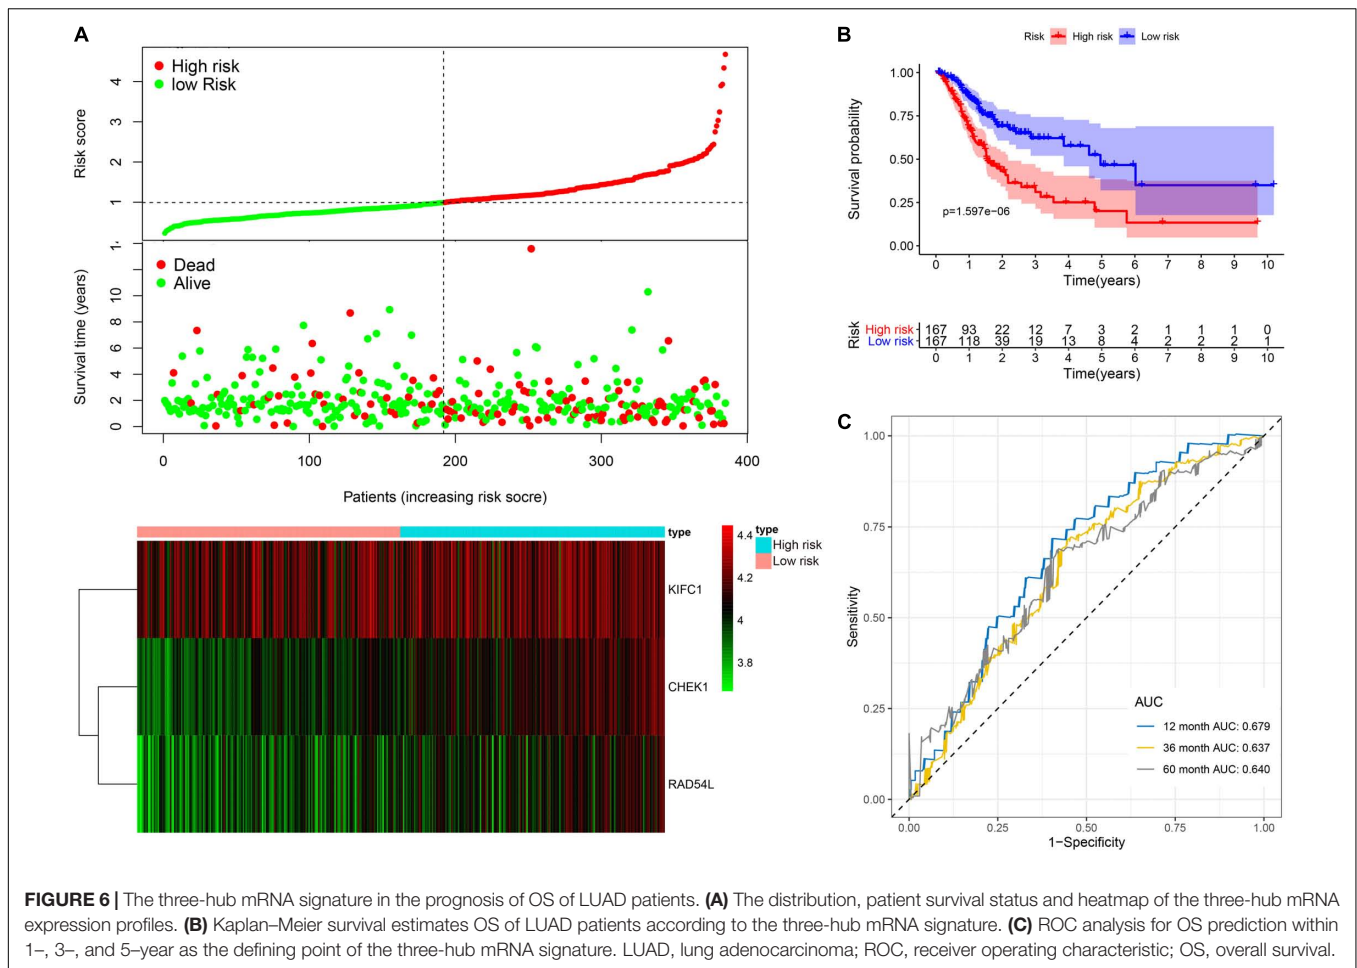 A
High risk
low Risk
Risk score
4
3
2
1
Dead
Alive
Survival time (years)
1
10
8
6
4
2
0
0 100 200 300 400
Patients (increasing risk socre)
type
KIFC1
CHEK1
RAD54L
4.4
4.2
4
3.8
type
High risk
Low risk
B
Risk High risk Low risk
Survival probability
1.00
0.75
0.50
0.25
0.00
p=1.597e−06
0 1 2 3 4 5 6 7 8 9 10
Time(years)
Risk
High risk 167 93 22 12 7 3 2 1 1 1 0
Low risk 167 118 39 19 13 8 4 2 2 2 1
0 1 2 3 4 5 6 7 8 9 10
Time(years)
C
Sensitivity
1.00
0.75
0.50
0.25
0.00
AUC
12 month AUC: 0.679
36 month AUC: 0.637
60 month AUC: 0.640
0.00 0.25 0.50 0.75 1.00
1−Specificity
FIGURE 6 | The three-hub mRNA signature in the prognosis of OS of LUAD patients. (A) The distribution, patient survival status and heatmap of the three-hub mRNA
expression profiles. (B) Kaplan–Meier survival estimates OS of LUAD patients according to the three-hub mRNA signature. (C) ROC analysis for OS prediction within
1–, 3–, and 5–year as the defining point of the three-hub mRNA signature. LUAD, lung adenocarcinoma; ROC, receiver operating characteristic; OS, overall survival.